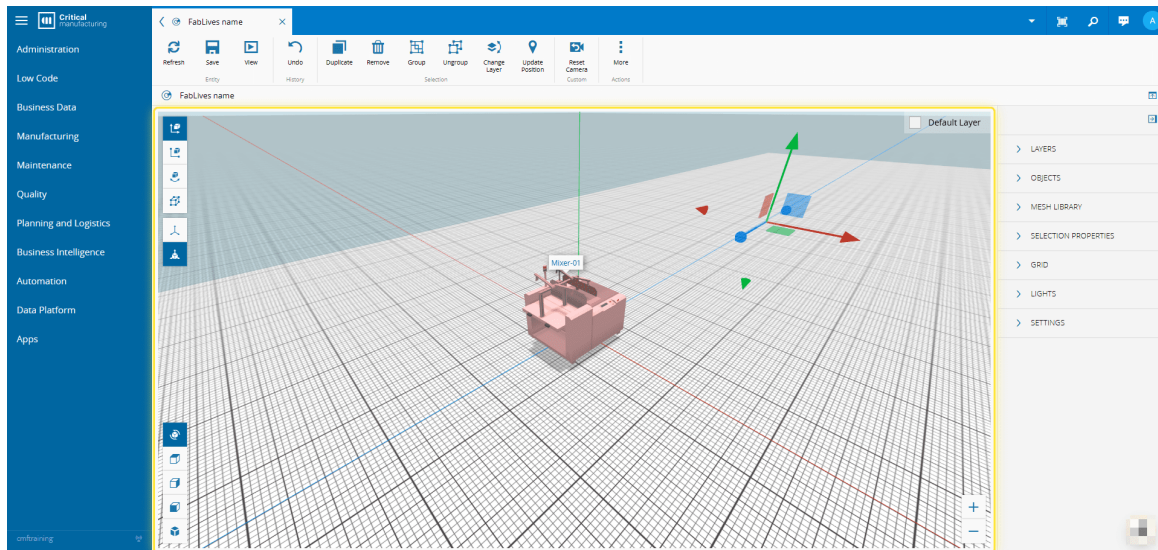 Critical
manufacturing
FabLives name
A
Administration
Low Code
Business Data
Manufacturing
Maintenance
Quality
Planning and Logistics
Business Intelligence
Automation
Data Platform
Apps
cmftraining
Refresh
Save
View
Undo
Duplicate
Remove
Group
Ungroup
Change
Layer
Update
Position
Reset
Camera
More
Entity
History
Selection
Custom
Actions
FabLives name
Default Layer
Mixer-01
LAYERS
OBJECTS
MESH LIBRARY
SELECTION PROPERTIES
GRID
LIGHTS
SETTINGS